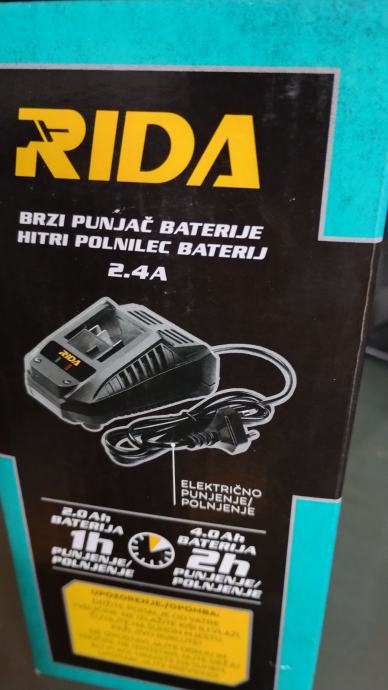 RIDA
BRZI PUNJAČ BATERIJE
HITRI POLNILEC BATERIJ
2.4A
RIDA
ELEKTRIČNO
PUNJENJE/
POLNJENJE
2.0Ah
BATERIJA
1h
PUNJENJE/
POLNJENJE
4.0Ah
BATERIJA
2h
PUNJENJE/
POLNJENJE
UPOZORENJE/OPOMBA: